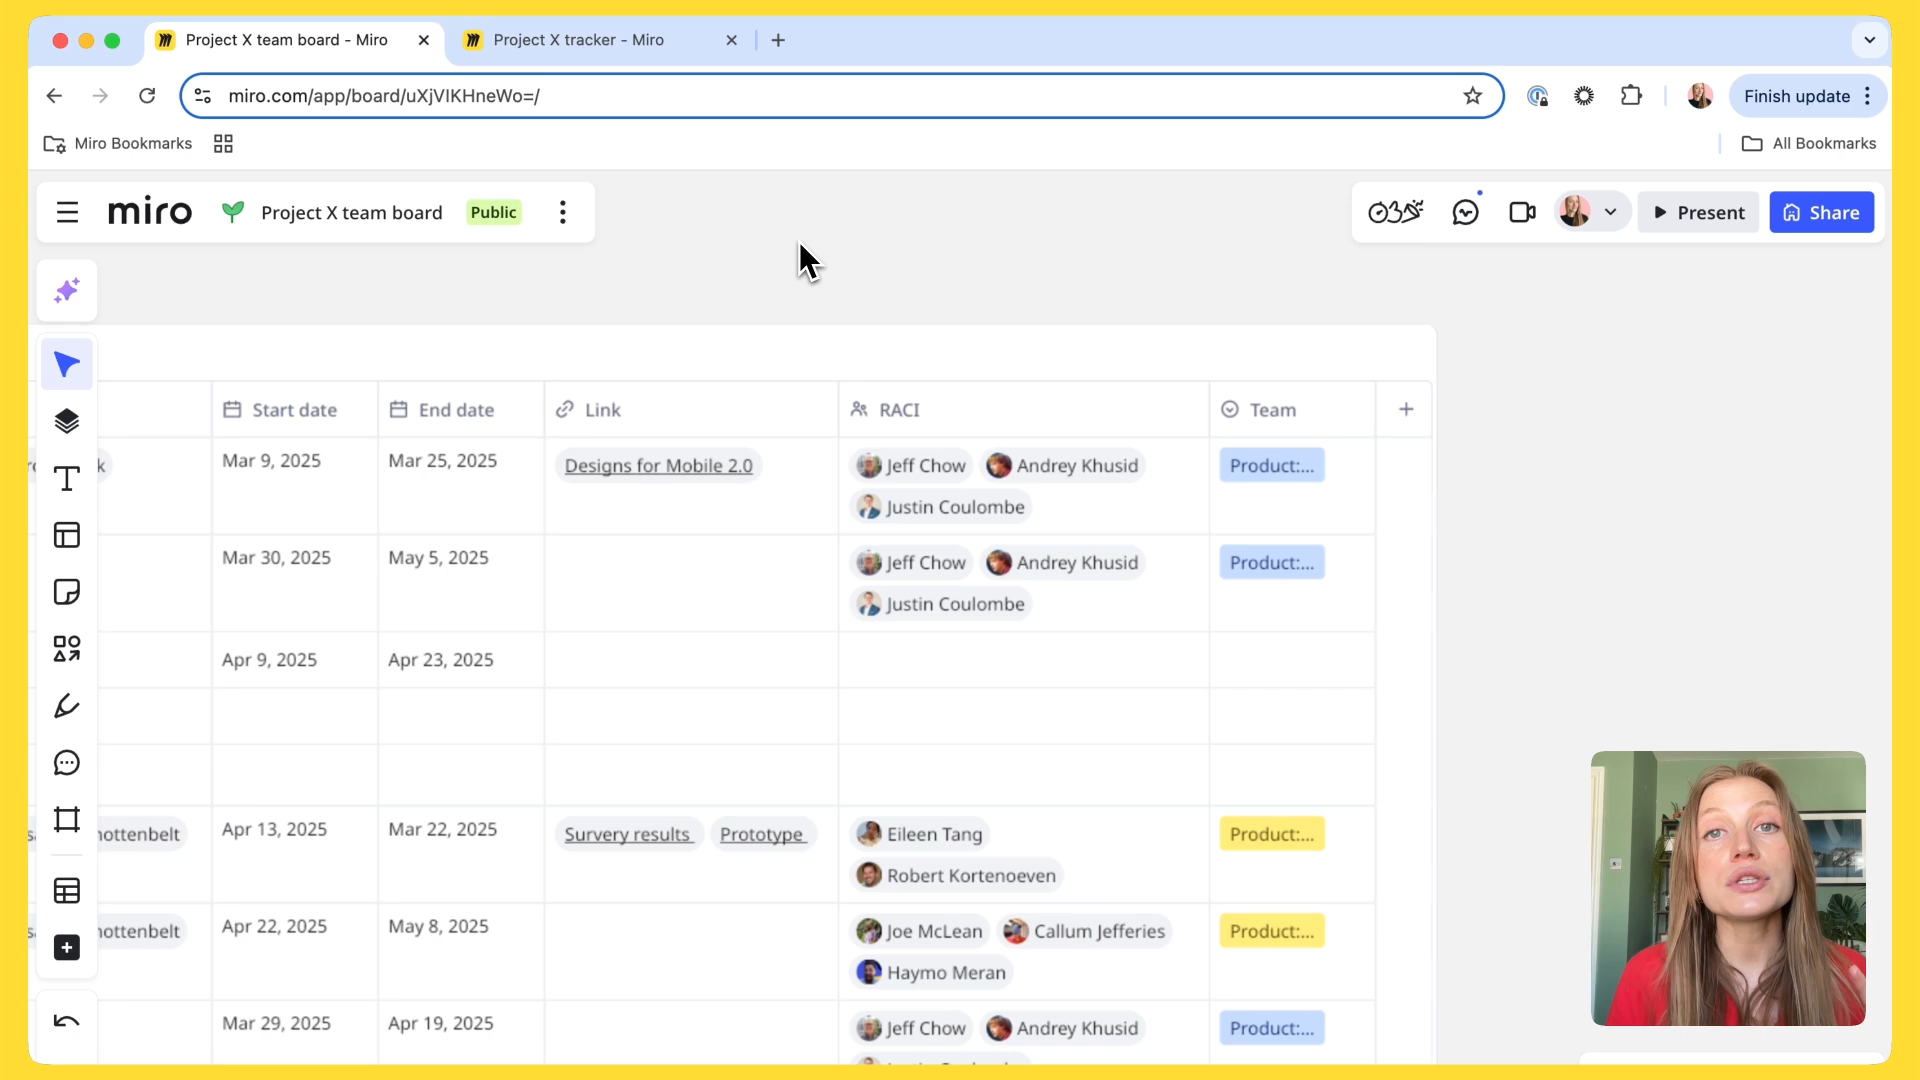 Project X team board - Miro
Project X tracker - Miro
miro.com/app/board/uXjVIKHneWo=/
Finish update
Miro Bookmarks
All Bookmarks
miro
Project X team board
Public
Present
Share
Start date
End date
Link
RACI
Team
k
Mar 9, 2025
Mar 25, 2025
Designs for Mobile 2.0
Jeff Chow
Andrey Khusid
Product:...
Justin Coulombe
Mar 30, 2025
May 5, 2025
Jeff Chow
Andrey Khusid
Product:...
Justin Coulombe
Apr 9, 2025
Apr 23, 2025
hottenbelt
Apr 13, 2025
Mar 22, 2025
Survery results
Prototype
Eileen Tang
Product:...
Robert Kortenoeven
hottenbelt
Apr 22, 2025
May 8, 2025
Joe McLean
Callum Jefferies
Product:...
Haymo Meran
Mar 29, 2025
Apr 19, 2025
Jeff Chow
Andrey Khusid
Product:...